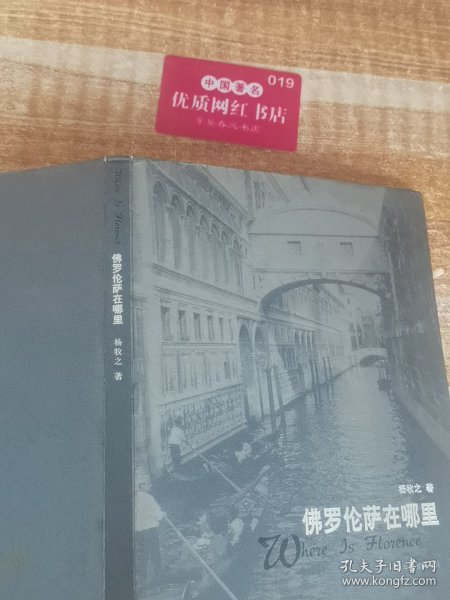 019
中国著名
优质网红书店
Where Is Florence
佛罗伦萨在哪里
杨牧之 著
杨牧之 著
佛罗伦萨在哪里
Where Is Florence
孔夫子旧书网
www.kongfz.com